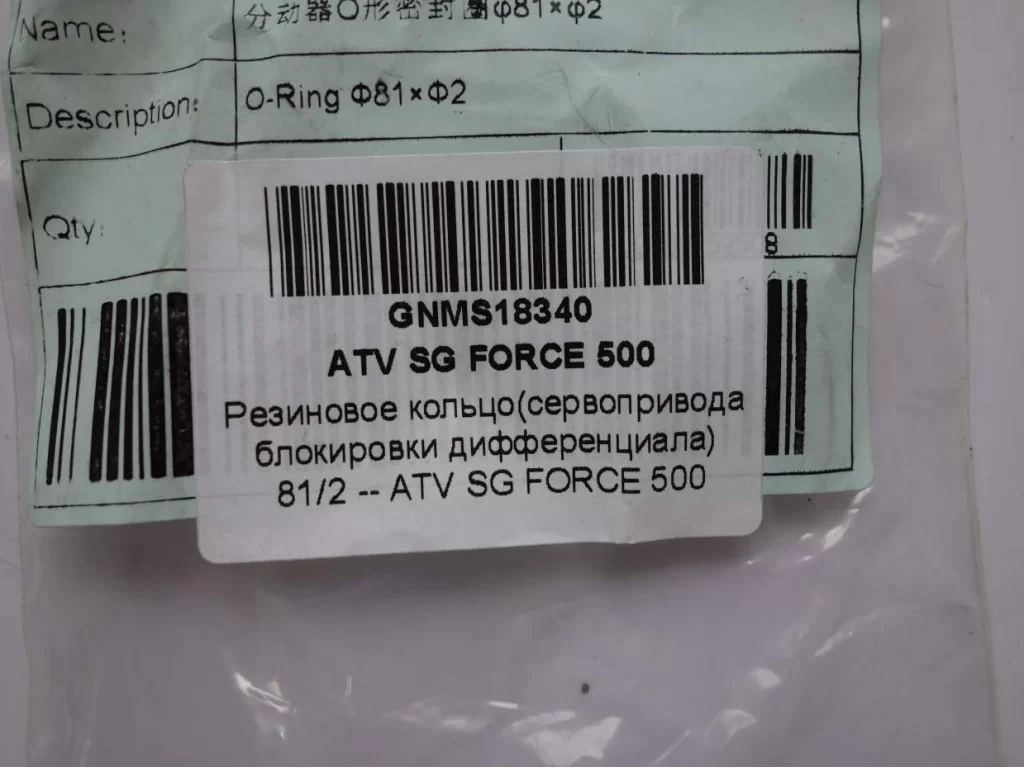 Name:
分动器O形密封圈φ81×φ2
Description:
O-Ring Φ81×Φ2
Qty:
8
GNMS18340
ATV SG FORCE 500
Резиновое кольцо(сервопривода
блокировки дифференциала)
81/2 -- ATV SG FORCE 500